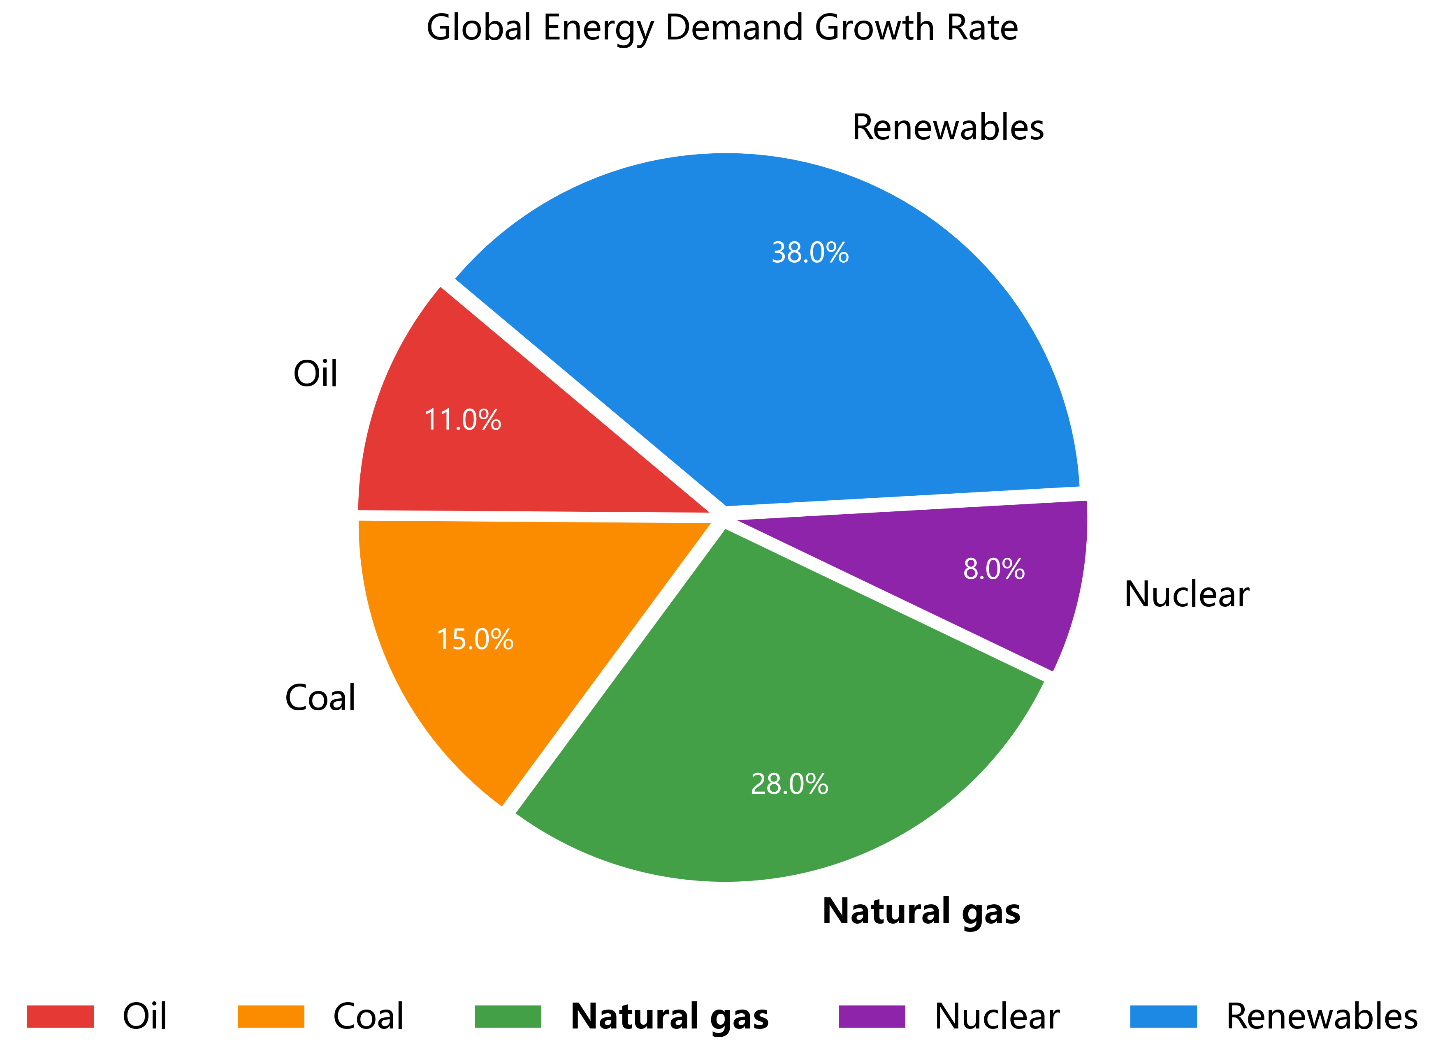 Global Energy Demand Growth Rate
Renewables
38.0%
Oil
11.0%
8.0%
Nuclear
15.0%
Coal
28.0%
Natural gas
Oil Coal Natural gas Nuclear Renewables